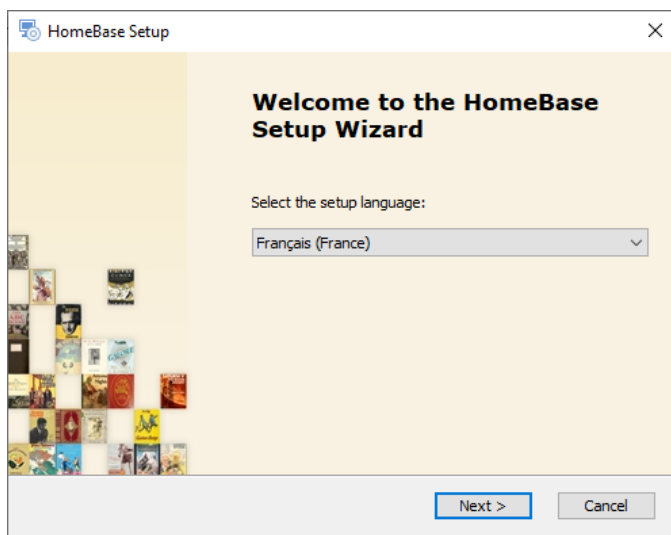 HomeBase Setup
Welcome to the HomeBase
Setup Wizard
Select the setup language:
Français (France)
Next >
Cancel